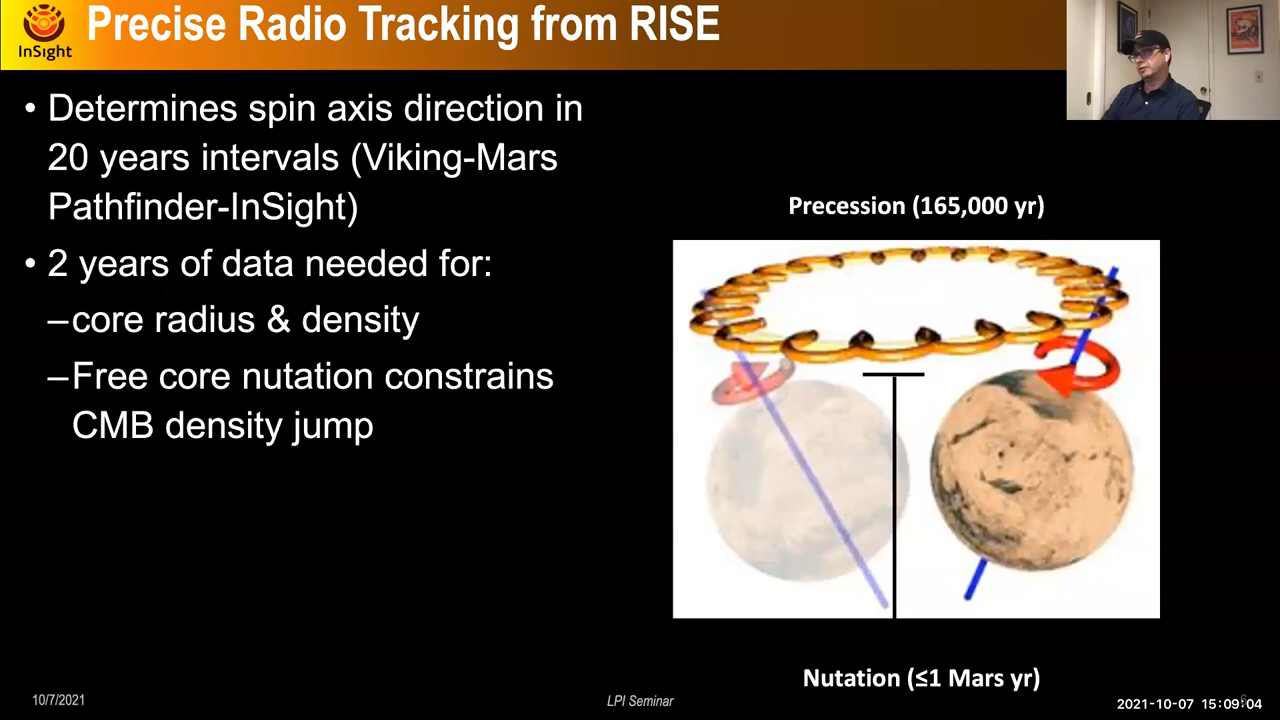 InSight
Precise Radio Tracking from RISE
• Determines spin axis direction in
20 years intervals (Viking-Mars
Pathfinder-InSight)
• 2 years of data needed for:
–core radius & density
–Free core nutation constrains
CMB density jump
Precession (165,000 yr)
Nutation (≤1 Mars yr)
10/7/2021
LPI Seminar
6
2021-10-07 15:09:04